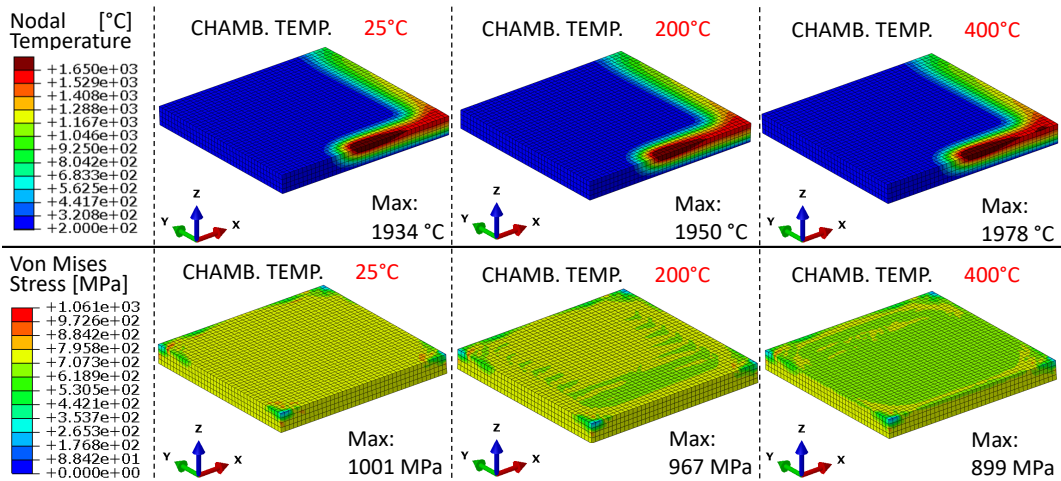 Nodal [°C]
Temperature
+1.650e+03
+1.529e+03
+1.408e+03
+1.288e+03
+1.167e+03
+1.046e+03
+9.250e+02
+8.042e+02
+6.833e+02
+5.625e+02
+4.417e+02
+3.208e+02
+2.000e+02
CHAMB. TEMP. 25°C
Z
Y
X
Max:
1934 °C
CHAMB. TEMP. 200°C
Z
Y
X
Max:
1950 °C
CHAMB. TEMP. 400°C
Z
Y
X
Max:
1978 °C
Von Mises
Stress [MPa]
+1.061e+03
+9.726e+02
+8.842e+02
+7.958e+02
+7.073e+02
+6.189e+02
+5.305e+02
+4.421e+02
+3.537e+02
+2.653e+02
+1.768e+02
+8.842e+01
+0.000e+00
CHAMB. TEMP. 25°C
Z
Y
X
Max:
1001 MPa
CHAMB. TEMP. 200°C
Z
Y
X
Max:
967 MPa
CHAMB. TEMP. 400°C
Z
Y
X
Max:
899 MPa